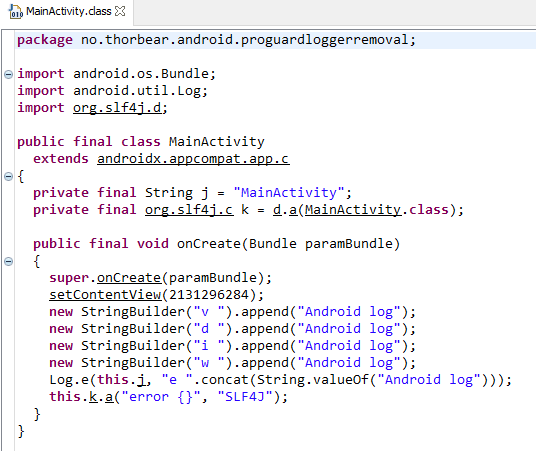 MainActivity.class
package no.thorbear.android.proguardloggerremoval;
import android.os.Bundle;
import android.util.Log;
import org.slf4j.d;
public final class MainActivity
extends androidx.appcompat.app.c
{
private final String j = "MainActivity";
private final org.slf4j.c k = d.a(MainActivity.class);
public final void onCreate(Bundle paramBundle)
{
super.onCreate(paramBundle);
setContentView(2131296284);
new StringBuilder("v ").append("Android log");
new StringBuilder("d ").append("Android log");
new StringBuilder("i ").append("Android log");
new StringBuilder("w ").append("Android log");
Log.e(this.j, "e ".concat(String.valueOf("Android log")));
this.k.a("error {}", "SLF4J");
}
}